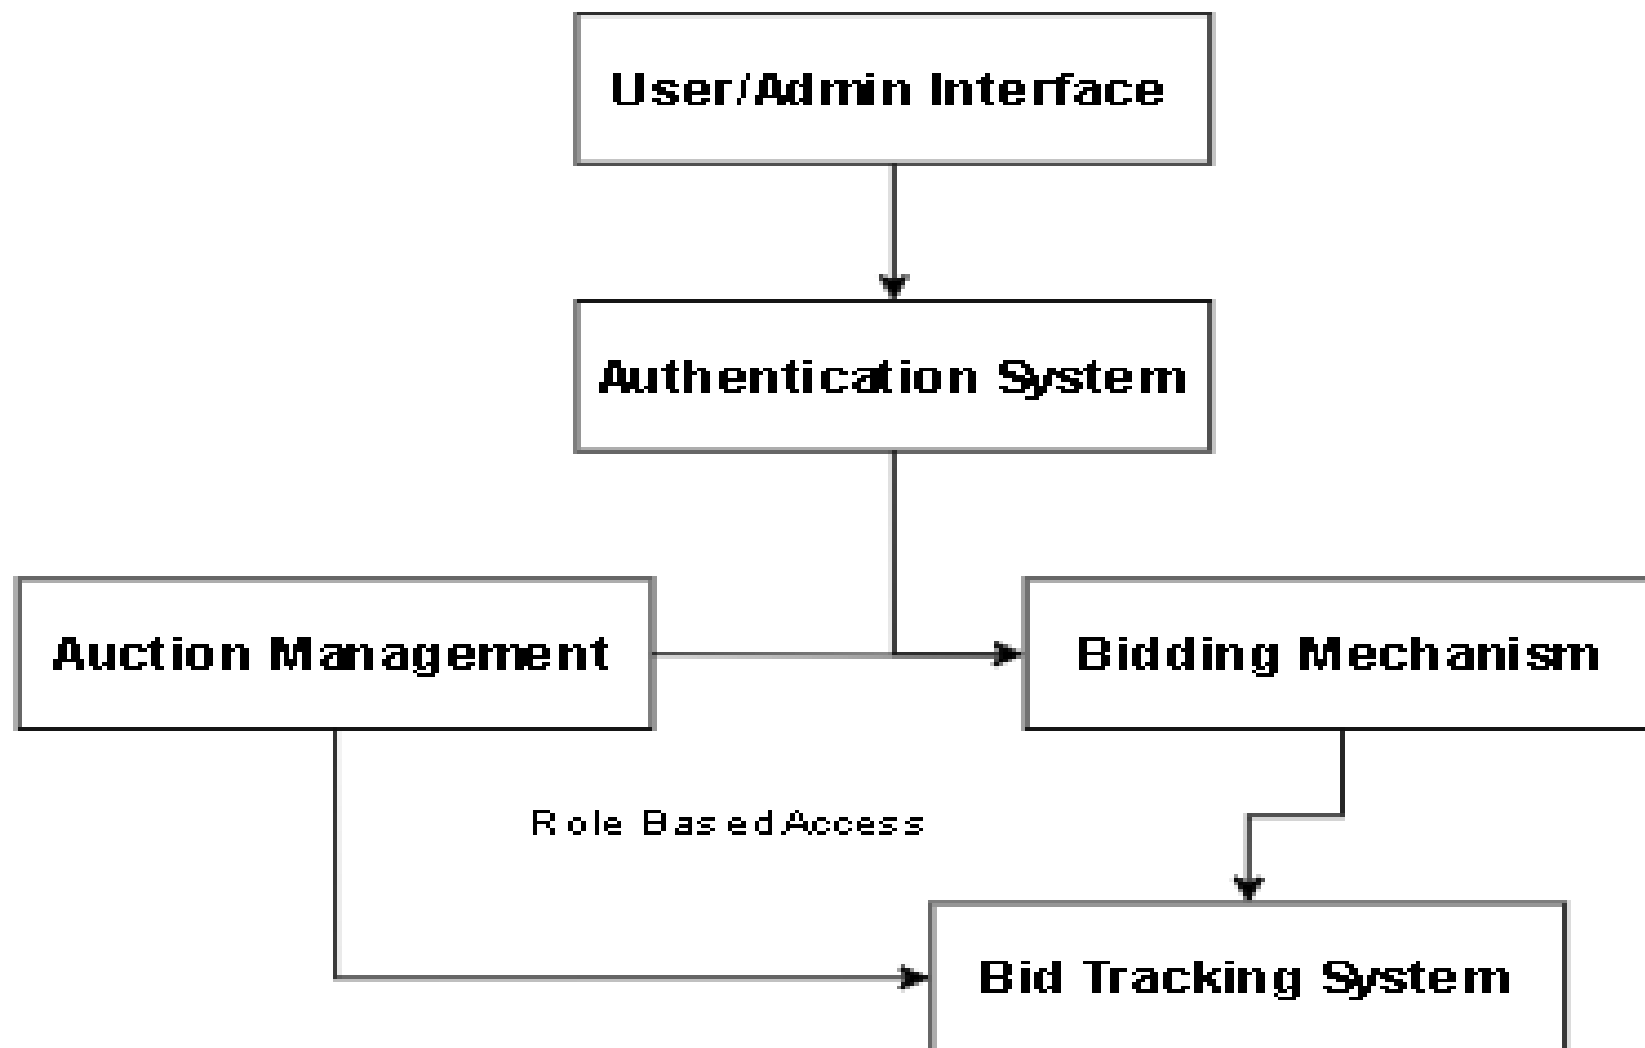 User/Admin Interface
Authentication System
Auction Management
Bidding Mechanism
Role Based Access
Bid Tracking System